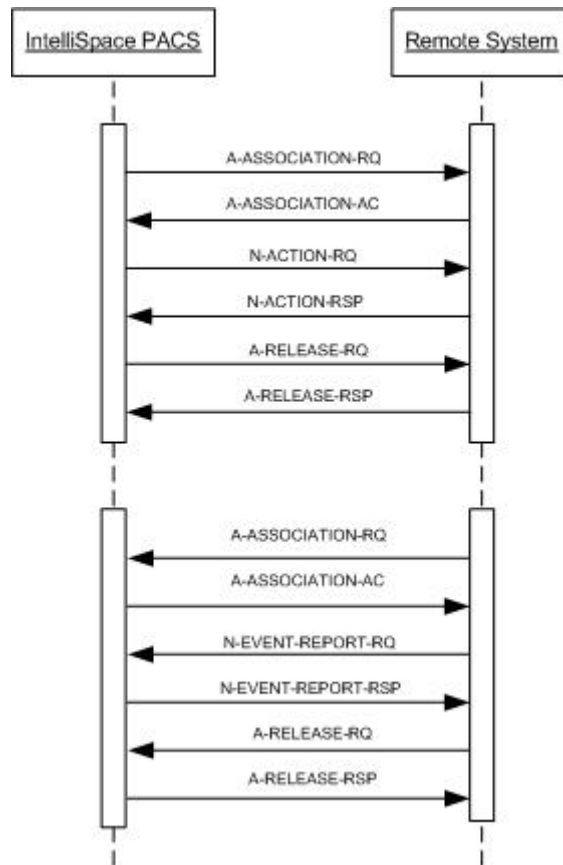 IntelliSpace PACS
Remote System
A-ASSOCIATION-RQ
A-ASSOCIATION-AC
N-ACTION-RQ
N-ACTION-RSP
A-RELEASE-RQ
A-RELEASE-RSP
A-ASSOCIATION-RQ
A-ASSOCIATION-AC
N-EVENT-REPORT-RQ
N-EVENT-REPORT-RSP
A-RELEASE-RQ
A-RELEASE-RSP